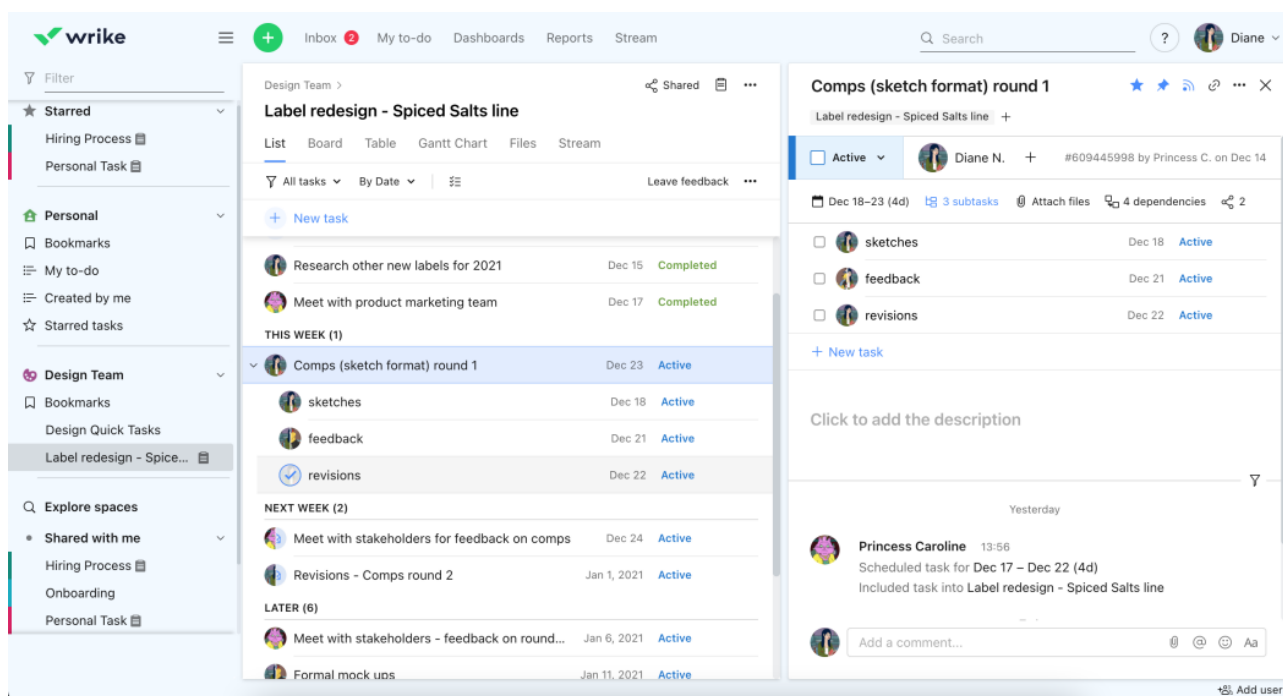 wrike
Inbox 2 My to-do Dashboards Reports Stream
Search
? Diane
Filter
Starred
Hiring Process
Personal Task
Personal
Bookmarks
My to-do
Created by me
Starred tasks
Design Team
Bookmarks
Design Quick Tasks
Label redesign - Spice...
Explore spaces
Shared with me
Hiring Process
Onboarding
Personal Task
Design Team >
Shared
Label redesign - Spiced Salts line
List Board Table Gantt Chart Files Stream
All tasks By Date Leave feedback
+ New task
Research other new labels for 2021 Dec 15 Completed
Meet with product marketing team Dec 17 Completed
THIS WEEK (1)
Comps (sketch format) round 1 Dec 23 Active
sketches Dec 18 Active
feedback Dec 21 Active
revisions Dec 22 Active
NEXT WEEK (2)
Meet with stakeholders for feedback on comps Dec 24 Active
Revisions - Comps round 2 Jan 1, 2021 Active
LATER (6)
Meet with stakeholders - feedback on round... Jan 6, 2021 Active
Formal mock ups Jan 11, 2021 Active
Comps (sketch format) round 1
Label redesign - Spiced Salts line +
Active Diane N. + #609445998 by Princess C. on Dec 14
Dec 18–23 (4d) 3 subtasks Attach files 4 dependencies 2
sketches Dec 18 Active
feedback Dec 21 Active
revisions Dec 22 Active
+ New task
Click to add the description
Yesterday
Princess Caroline 13:56
Scheduled task for Dec 17 – Dec 22 (4d)
Included task into Label redesign - Spiced Salts line
Add a comment... @ Aa
Add user